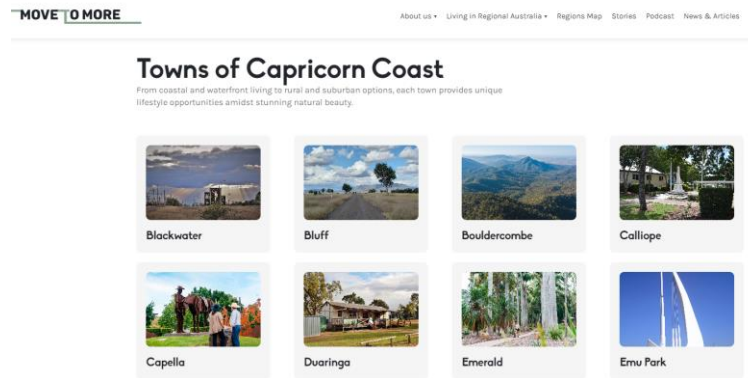 MOVE TO MORE
About us Living in Regional Australia Regions Map Stories Podcast News & Articles
Towns of Capricorn Coast
From coastal and waterfront living to rural and suburban options, each town provides unique
lifestyle opportunities amidst stunning natural beauty.
Blackwater Bluff Bouldercombe Calliope
Capella Duaringa Emerald Emu Park